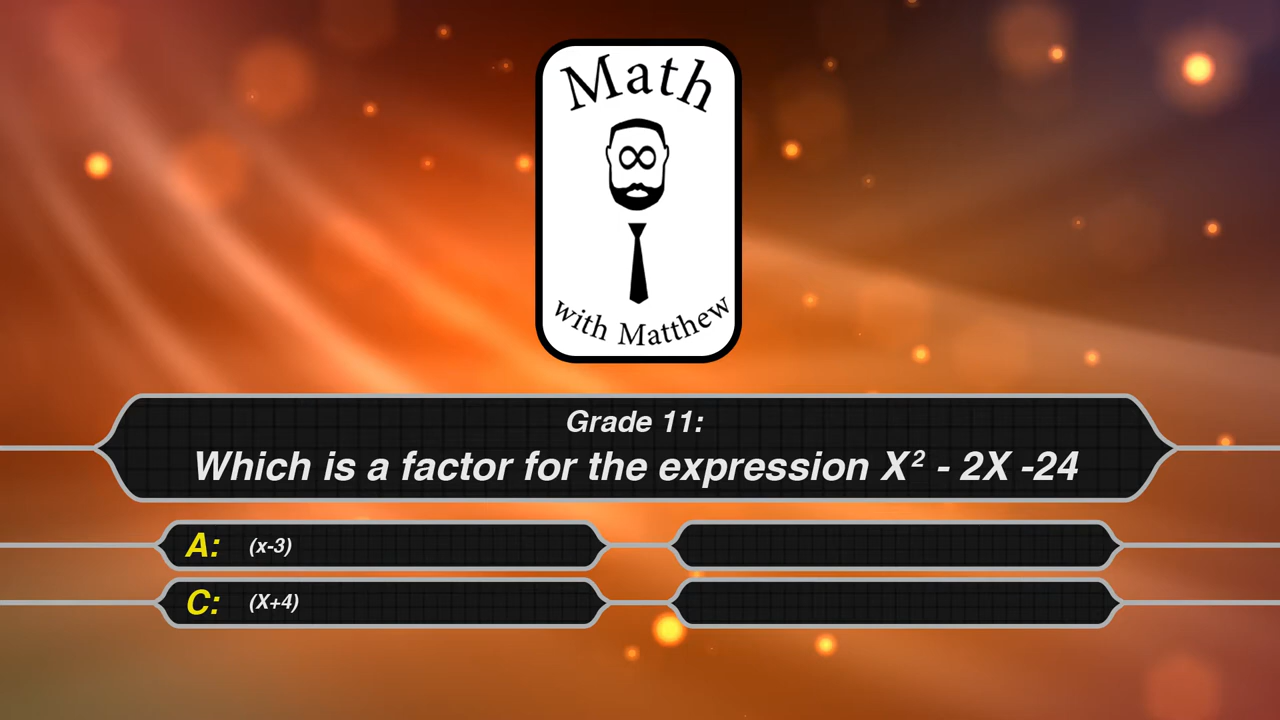 Math
with Matthew
Grade 11:
Which is a factor for the expression X² - 2X -24
A: (x-3)
C: (X+4)